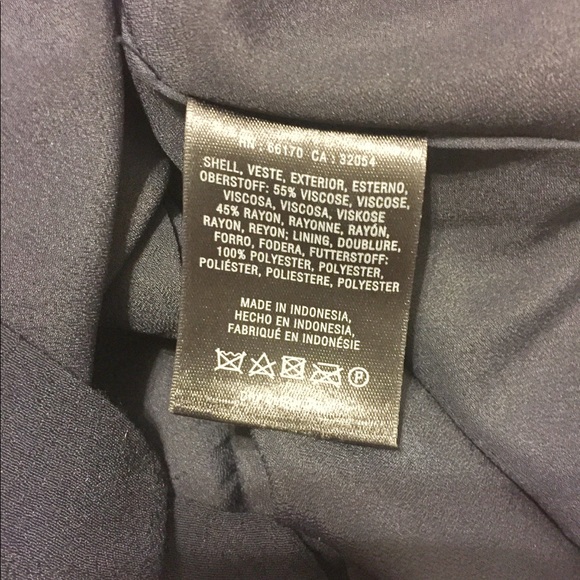 RN : 66170 CA : 32054
SHELL, VESTE, EXTERIOR, ESTERNO,
OBERSTOFF: 55% VISCOSE, VISCOSE,
VISCOSA, VISCOSA, VISKOSE
45% RAYON, RAYONNE, RAYÓN,
RAYON, REYON; LINING, DOUBLURE,
FORRO, FODERA, FUTTERSTOFF:
100% POLYESTER, POLYESTER,
POLIÉSTER, POLIESTERE, POLYESTER
MADE IN INDONESIA,
HECHO EN INDONESIA,
FABRIQUÉ EN INDONÉSIE
P